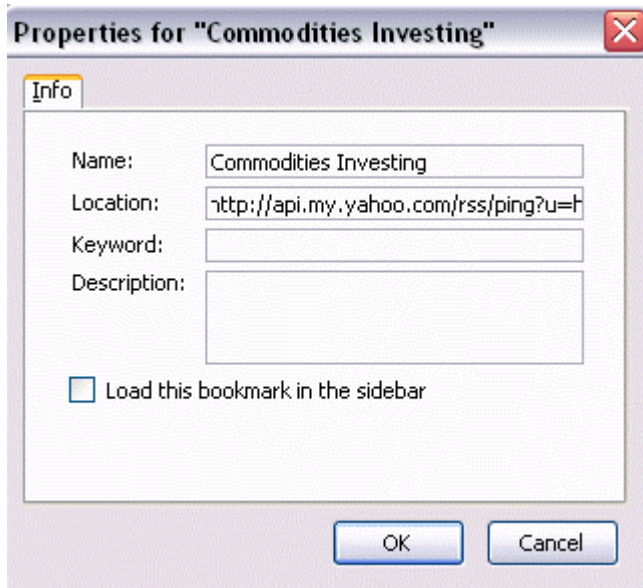 Properties for "Commodities Investing"
Info
Name: Commodities Investing
Location: http://api.my.yahoo.com/rss/ping?u=h
Keyword:
Description:
Load this bookmark in the sidebar
OK Cancel